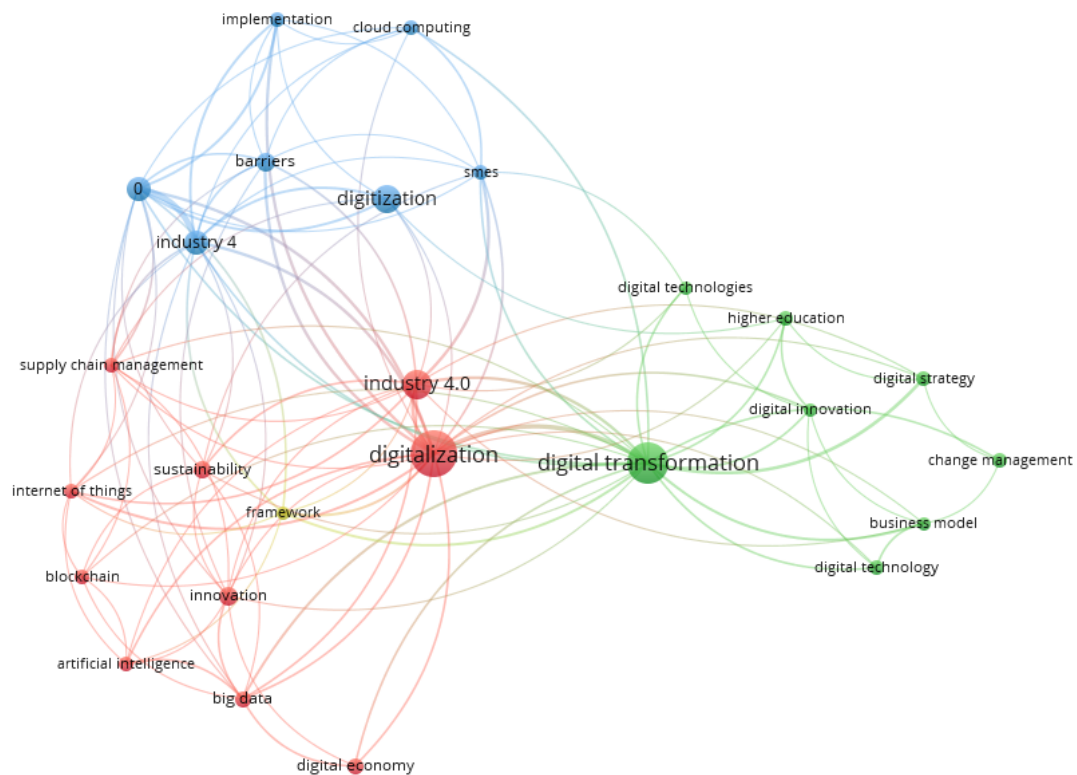 implementation
cloud computing
barriers
smes
0
digitization
industry 4
digital technologies
higher education
supply chain management
industry 4.0
digital strategy
digital innovation
digitalization
digital transformation
change management
sustainability
internet of things
framework
business model
digital technology
blockchain
innovation
artificial intelligence
big data
digital economy